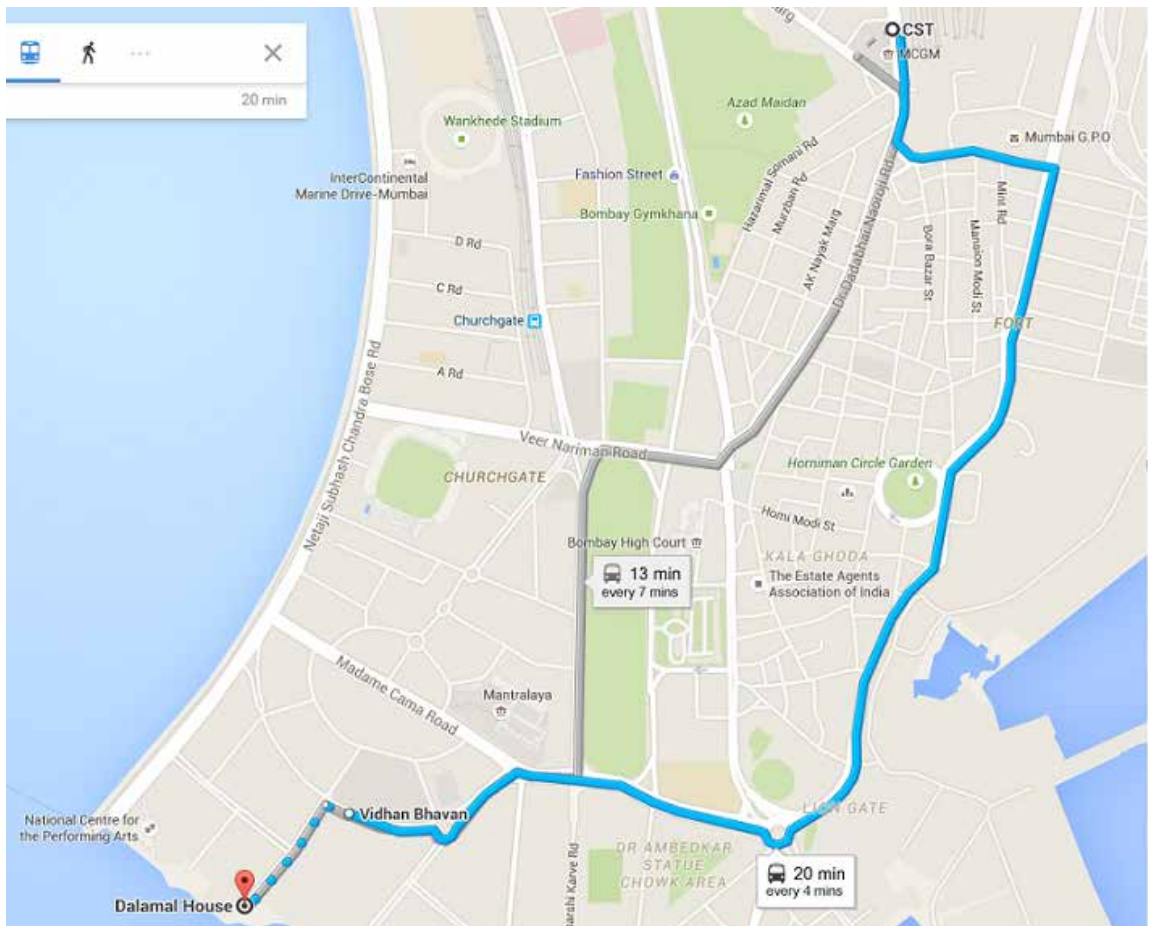 CST
MCGM
20 min
Azad Maidan
Wankhede Stadium
Mumbai G.P.O
InterContinental
Marine Drive-Mumbai
Fashion Street
Hazarimal Somani Rd
Murzban Rd
Bombay Gymkhana
Mint Rd
AK Nayak Marg
Dr Dadabhai Naoroji Rd
Bora Bazar St
Mansion Modi St
D Rd
C Rd
Churchgate
FORT
A Rd
Netaji Subhash Chandra Bose Rd
Veer Nariman Road
CHURCHGATE
Horniman Circle Garden
Homi Modi St
Bombay High Court
KALA GHODA
13 min
every 7 mins
The Estate Agents
Association of India
Madame Cama Road
Mantralaya
Vidhan Bhavan
LION GATE
National Centre for
the Performing Arts
DR AMBEDKAR
STATUE
CHOWK AREA
20 min
every 4 mins
Dalamal House